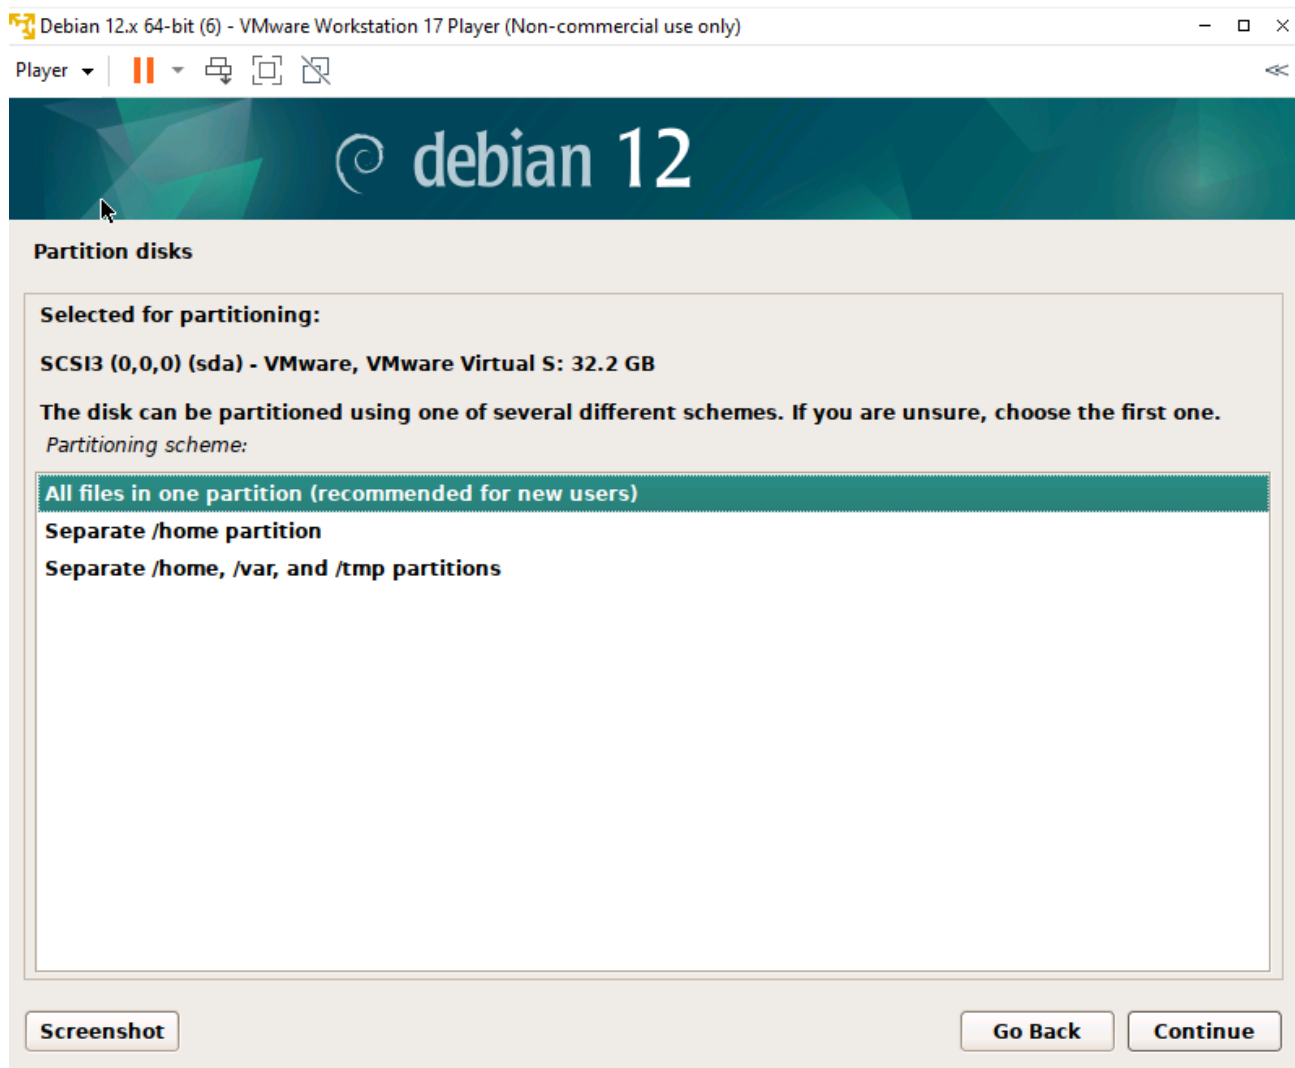 Debian 12.x 64-bit (6) - VMware Workstation 17 Player (Non-commercial use only)
Player
debian 12
Partition disks
Selected for partitioning:
SCSI3 (0,0,0) (sda) - VMware, VMware Virtual S: 32.2 GB
The disk can be partitioned using one of several different schemes. If you are unsure, choose the first one.
Partitioning scheme:
All files in one partition (recommended for new users)
Separate /home partition
Separate /home, /var, and /tmp partitions
Screenshot
Go Back
Continue